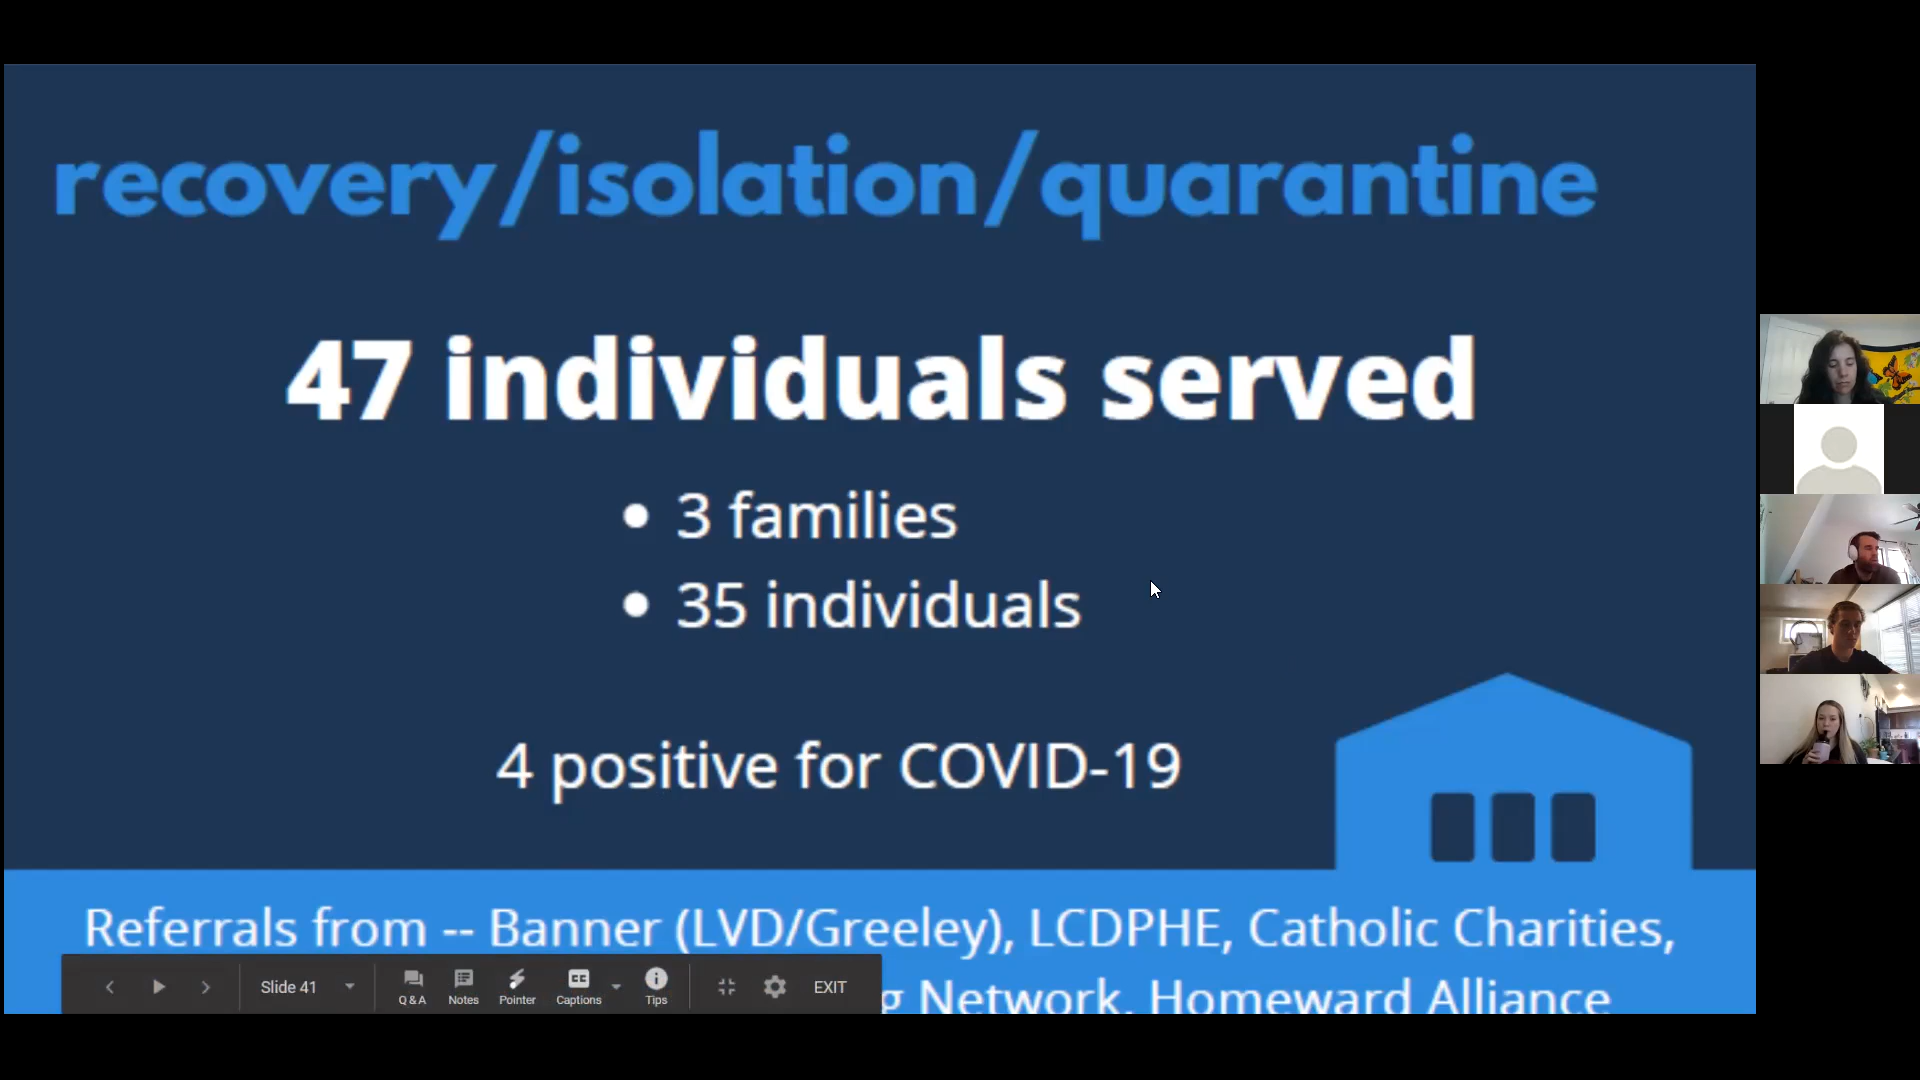 recovery/isolation/quarantine
47 individuals served
• 3 families
• 35 individuals
4 positive for COVID-19
Referrals from -- Banner (LVD/Greeley), LCDPHE, Catholic Charities,
Network, Homeward Alliance
Slide 41
Q&A
Notes
Pointer
Captions
Tips
EXIT